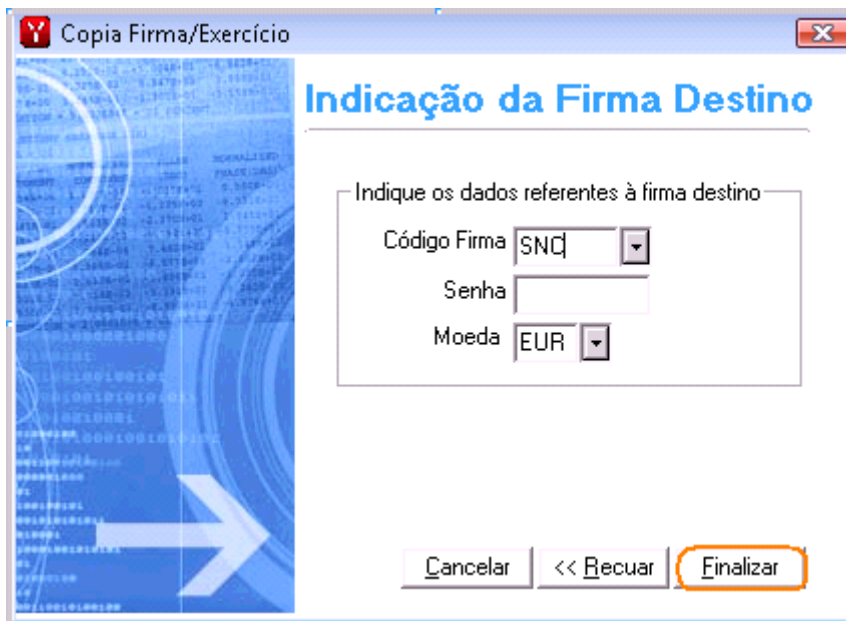 Copia Firma/Exercício
Indicação da Firma Destino
Indique os dados referentes à firma destino
Código Firma SNC
Senha
Moeda EUR
Cancelar << Recuar Finalizar